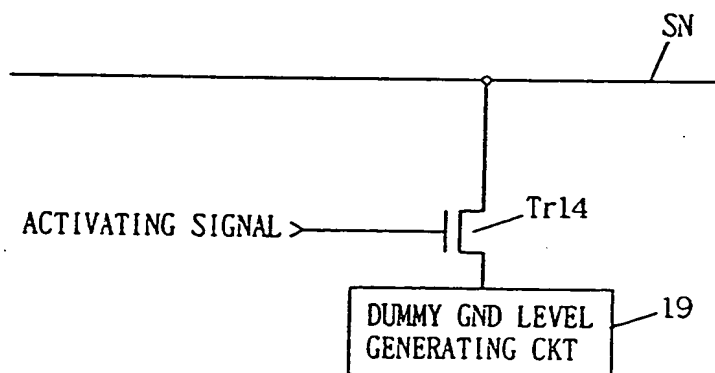 SN
ACTIVATING SIGNAL
Tr14
DUMMY GND LEVEL
GENERATING CKT
19